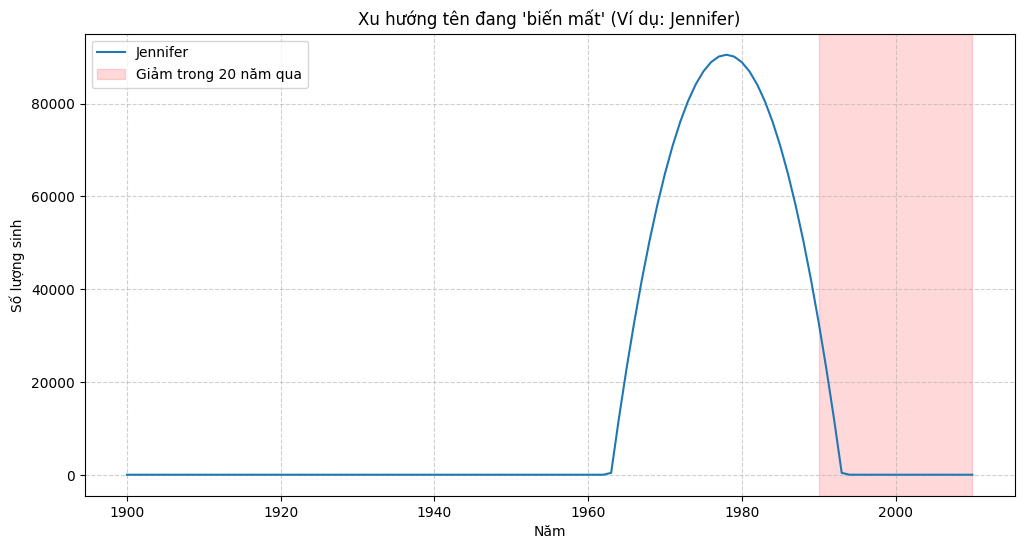 Xu hướng tên đang 'biến mất' (Ví dụ: Jennifer)
Jennifer
Giảm trong 20 năm qua
80000
60000
40000
20000
0
Số lượng sinh
1900
1920
1940
1960
1980
2000
Năm